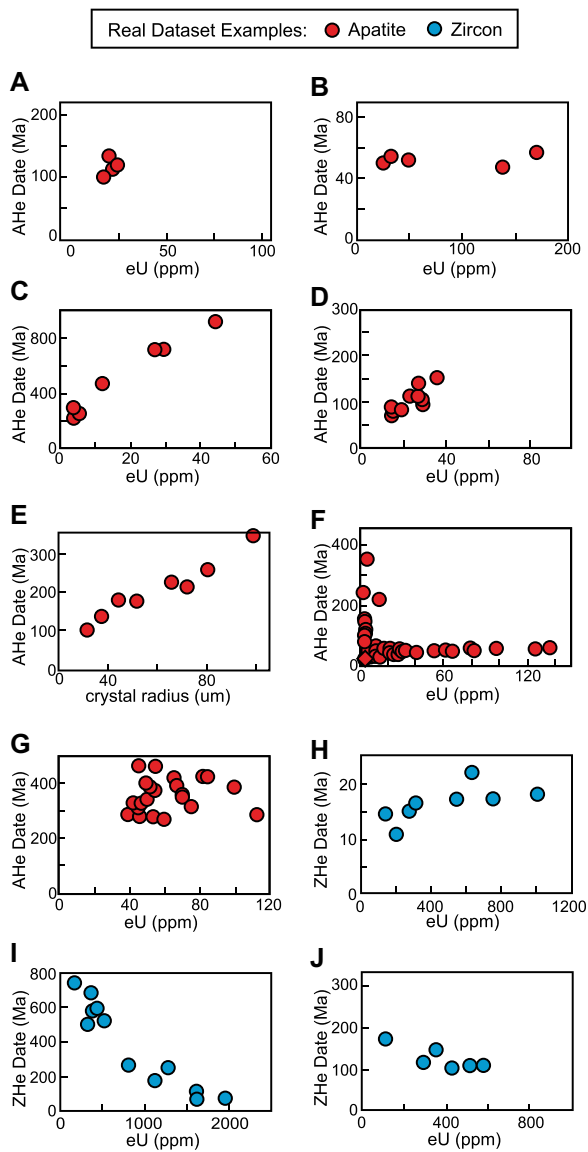 Real Dataset Examples: Apatite Zircon
A
200
100
0
AHe Date (Ma)
0 50 100
eU (ppm)
B
80
40
0
AHe Date (Ma)
0 100 200
eU (ppm)
C
800
400
0
AHe Date (Ma)
0 20 40 60
eU (ppm)
D
300
200
100
0
AHe Date (Ma)
0 40 80
eU (ppm)
E
300
200
100
0
AHe Date (Ma)
0 40 80
crystal radius (um)
F
400
200
100
50
0
AHe Date (Ma)
0 60 120
eU (ppm)
G
400
200
0
AHe Date (Ma)
0 40 80 120
eU (ppm)
H
20
10
0
ZHe Date (Ma)
0 400 800 1200
eU (ppm)
I
800
600
400
200
0
ZHe Date (Ma)
0 1000 2000
eU (ppm)
J
300
200
100
0
ZHe Date (Ma)
0 400 800
eU (ppm)